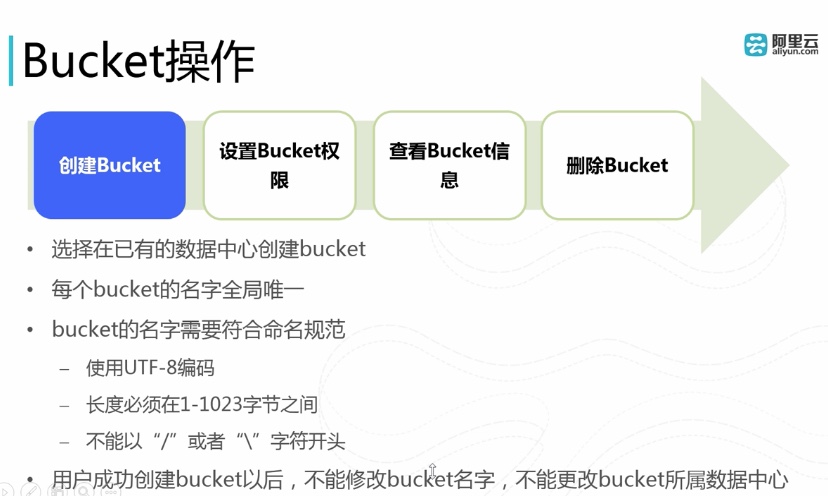 Bucket操作
阿里云
aliyun.com
创建Bucket
设置Bucket权
限
查看Bucket信
息
删除Bucket
• 选择在已有的数据中心创建bucket
• 每个bucket的名字全局唯一
• bucket的名字需要符合命名规范
– 使用UTF-8编码
– 长度必须在1-1023字节之间
– 不能以“/”或者“\”字符开头
• 用户成功创建bucket以后，不能修改bucket名字，不能更改bucket所属数据中心